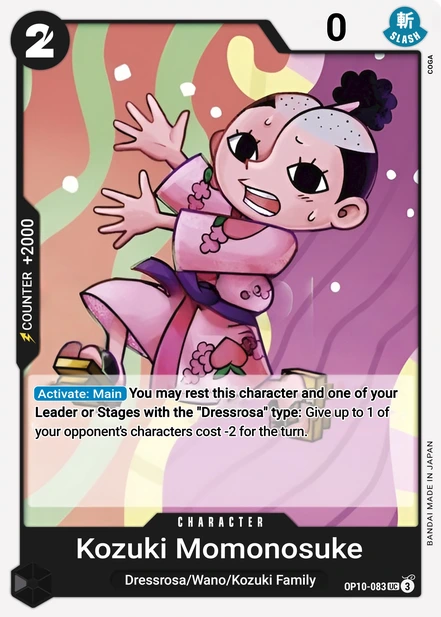 2
0
斬
SLASH
COGA
COUNTER +2000
Activate: Main You may rest this character and one of your
Leader or Stages with the "Dressrosa" type: Give up to 1 of
your opponent's characters cost -2 for the turn.
BANDAI MADE IN JAPAN
CHARACTER
Kozuki Momonosuke
Dressrosa/Wano/Kozuki Family
OP10-083 UC 3